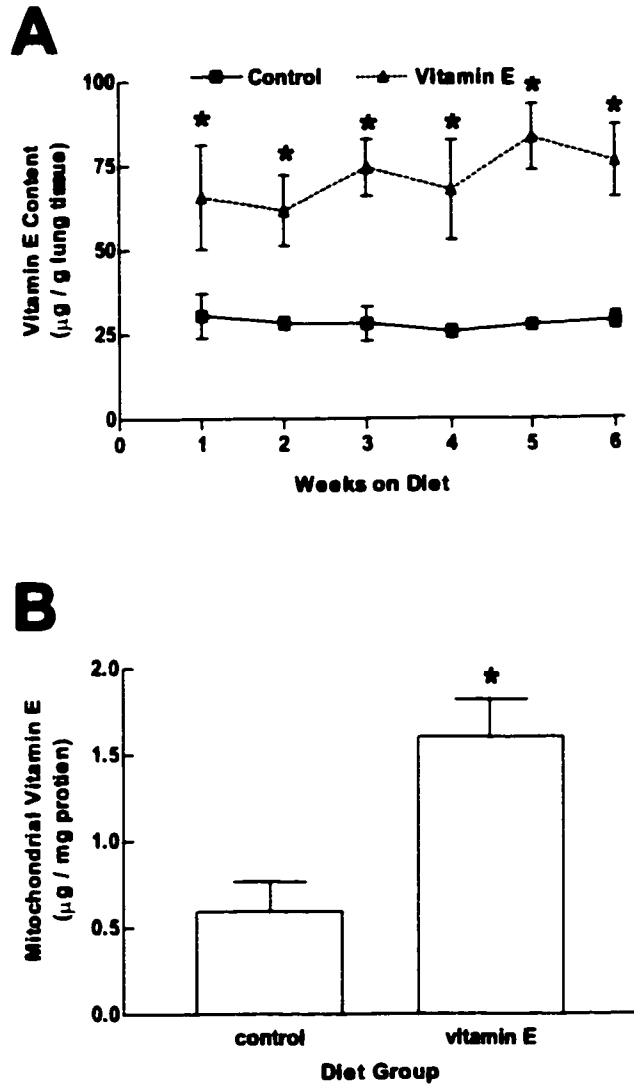 A
Control Vitamin E
100
75
50
25
0
* * * * * *
Vitamin E Content
(µg / g lung tissue)
0 1 2 3 4 5 6
Weeks on Diet
B
2.0
1.5
1.0
0.5
0.0
*
Mitochondrial Vitamin E
(µg / mg protien)
control vitamin E
Diet Group